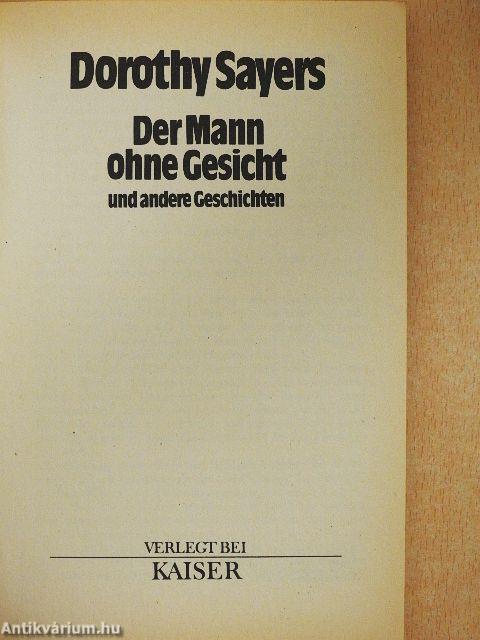 Dorothy Sayers
Der Mann
ohne Gesicht
und andere Geschichten
VERLEGT BEI
KAISER
Antikvárium.hu